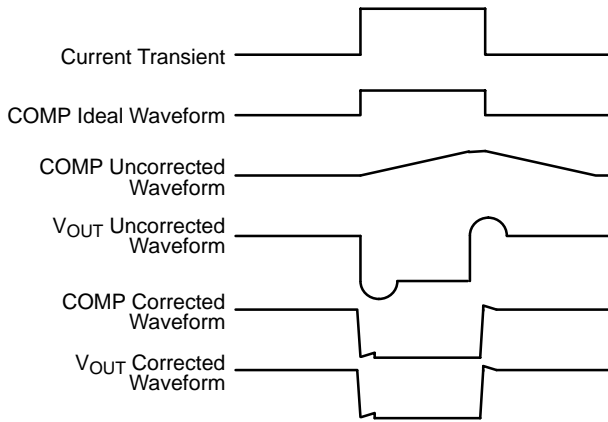 Current Transient
COMP Ideal Waveform
COMP Uncorrected
Waveform
VOUT Uncorrected
Waveform
COMP Corrected
Waveform
VOUT Corrected
Waveform